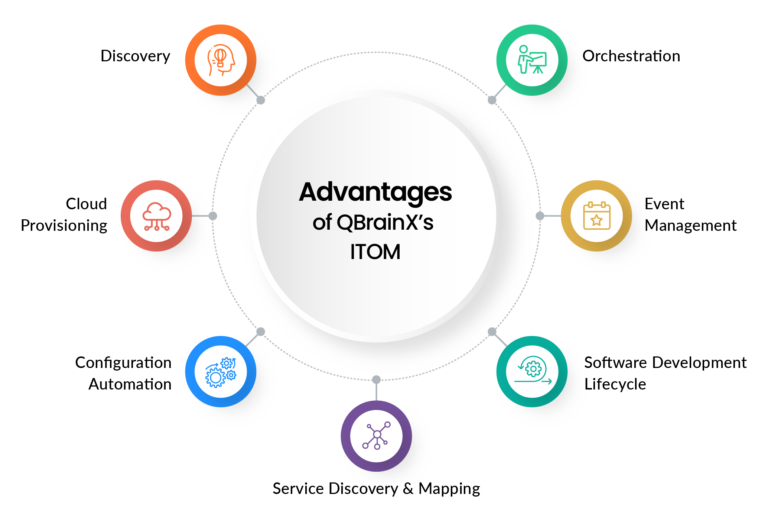 Discovery
Orchestration
Advantages
of QBrainX’s
ITOM
Cloud
Provisioning
Event
Management
Configuration
Automation
Software Development
Lifecycle
Service Discovery & Mapping